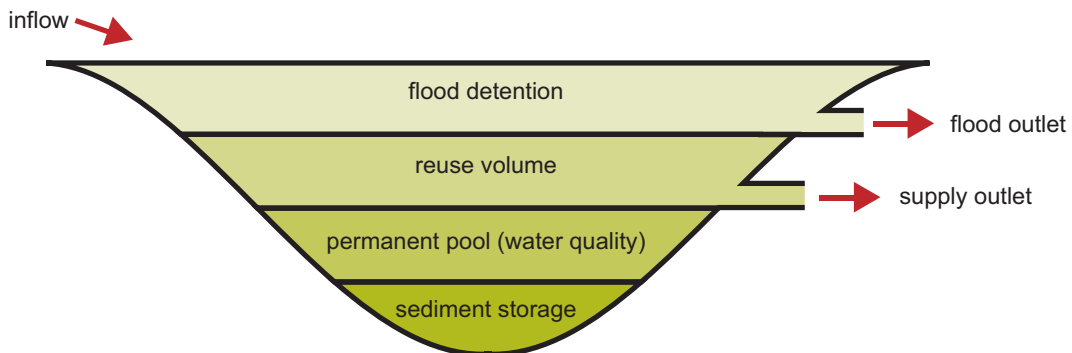 inflow
flood detention
flood outlet
reuse volume
supply outlet
permanent pool (water quality)
sediment storage